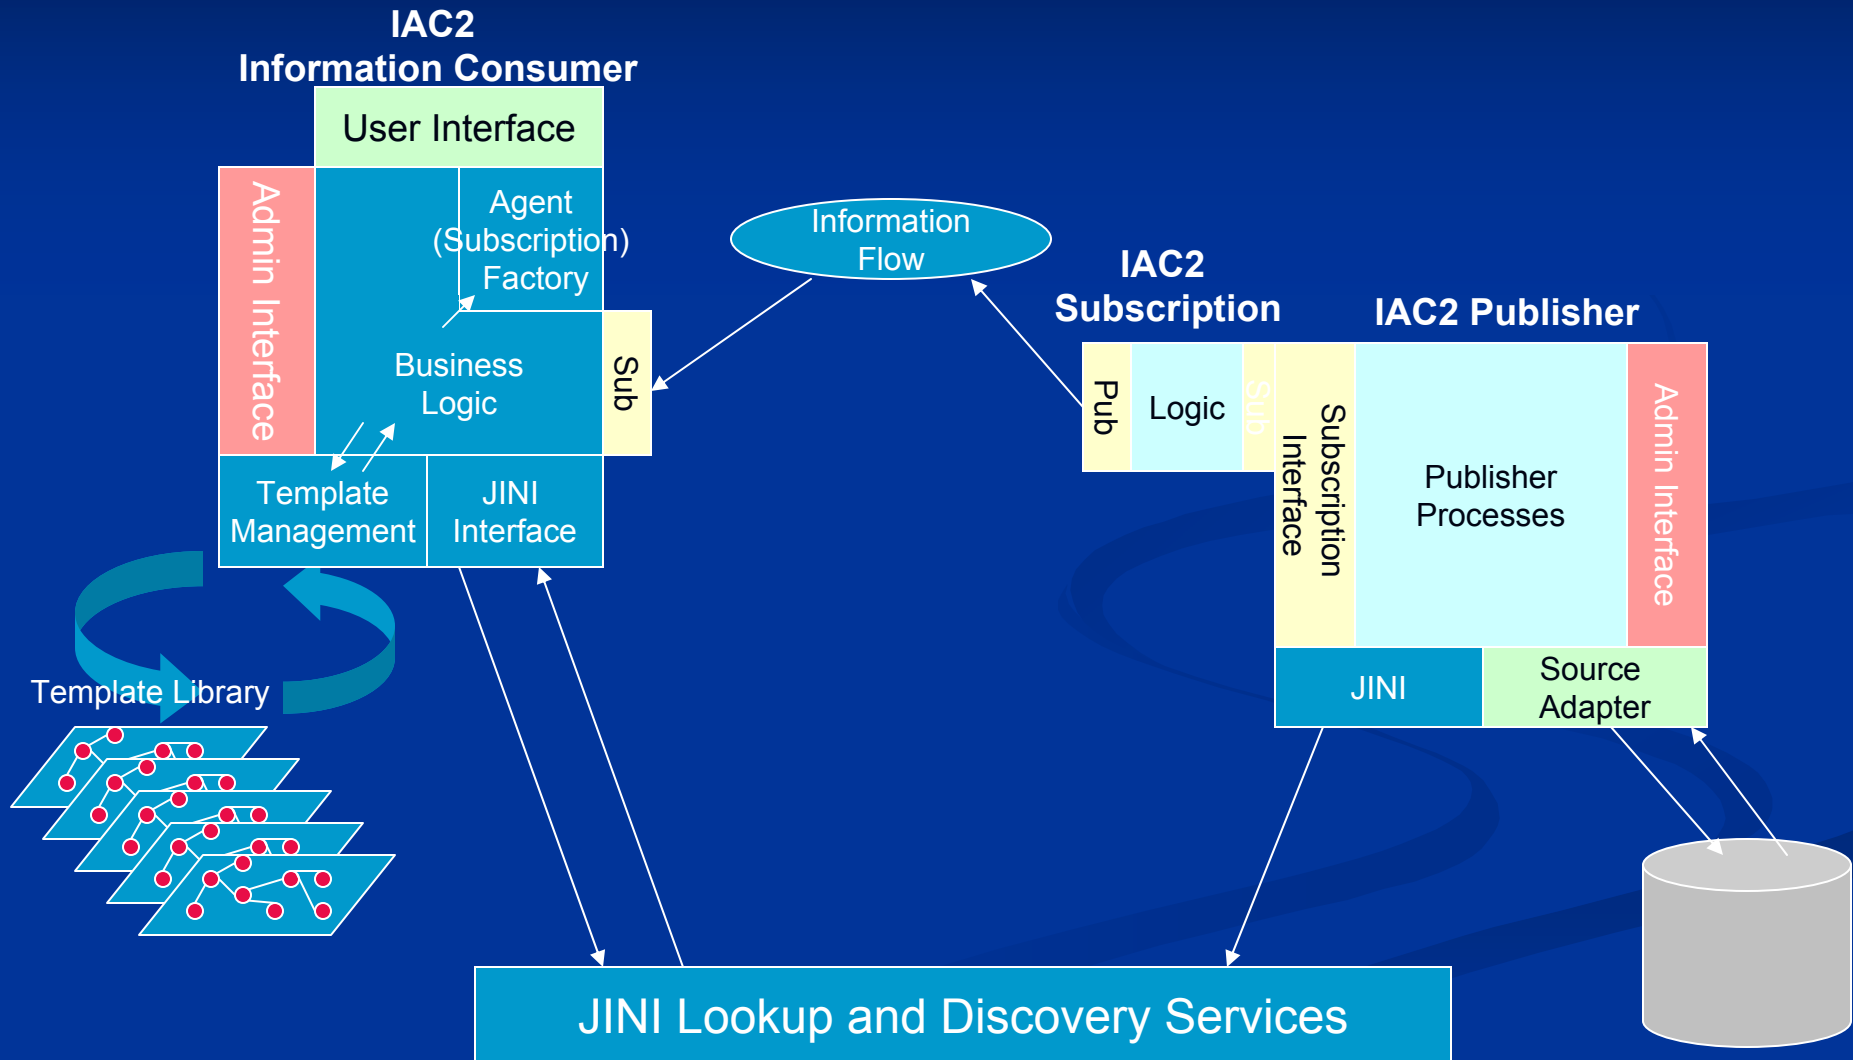 IAC2
Information Consumer
User Interface
Admin Interface
Agent
(Subscription)
Factory
Business
Logic
Sub
Template
Management
JINI
Interface
Template Library
Information
Flow
IAC2
Subscription
Pub
Logic
Sub
IAC2 Publisher
Subscription
Interface
Publisher
Processes
Admin Interface
JINI
Source
Adapter
JINI Lookup and Discovery Services